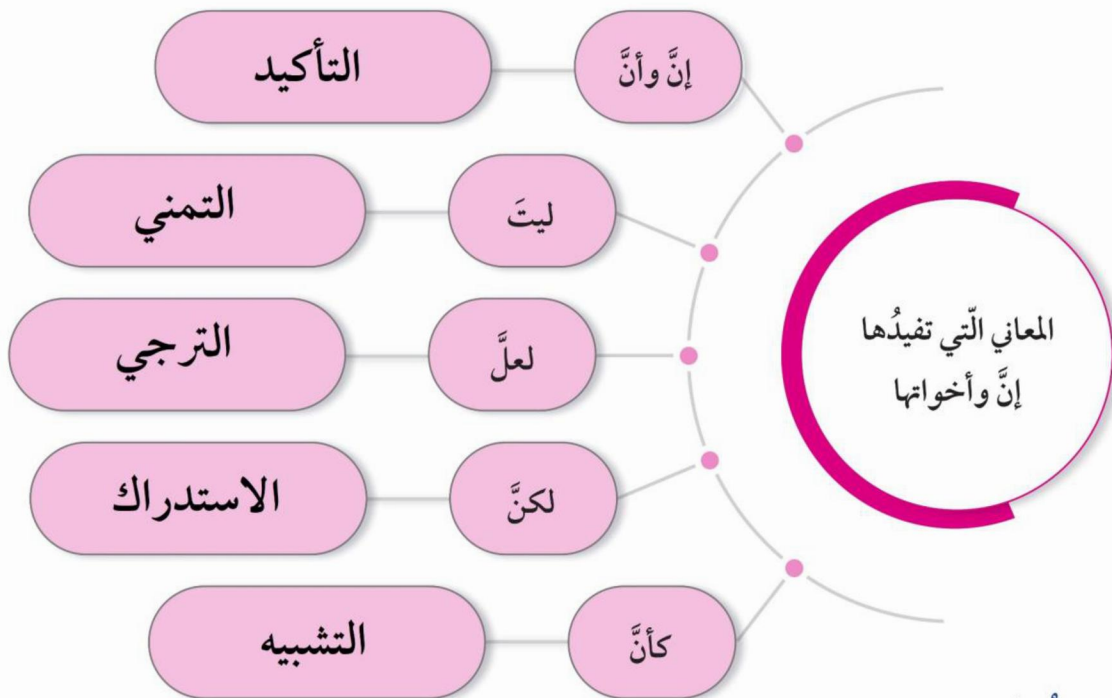 المعاني الّتي تفيدُها
إنَّ وأخواتها
إنَّ وأنَّ
التأكيد
ليتَ
التمني
لعلَّ
الترجي
لكنَّ
الاستدراك
كأنَّ
التشبيه